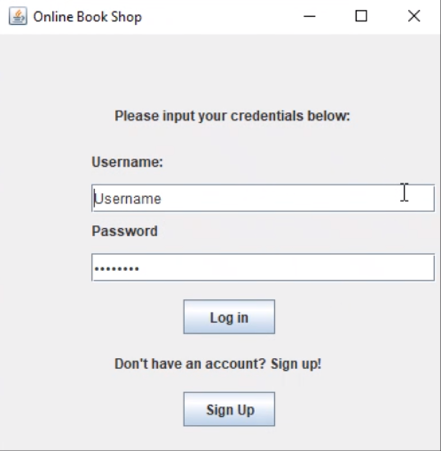 Online Book Shop
Please input your credentials below:
Username:
Username
Password
••••••••
Log in
Don't have an account? Sign up!
Sign Up